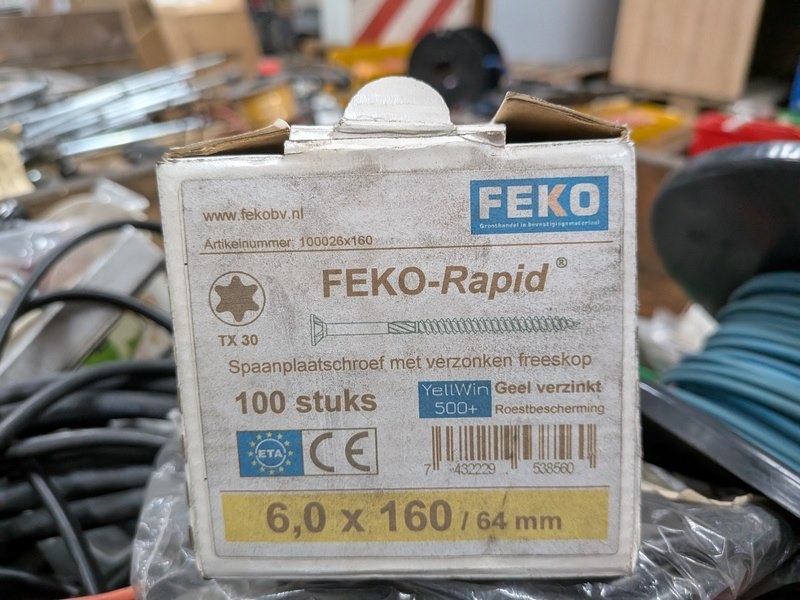 www.fekobv.nl
FEKO
Groothandel in bevestigingsmateriaal
Artikelnummer: 100026x160
FEKO-Rapid®
TX 30
Spaanplaatschroef met verzonken freeskop
100 stuks
YellWin 500+
Geel verzinkt
Roestbescherming
ETA
CE
7 432229 538560
6,0 x 160 / 64 mm